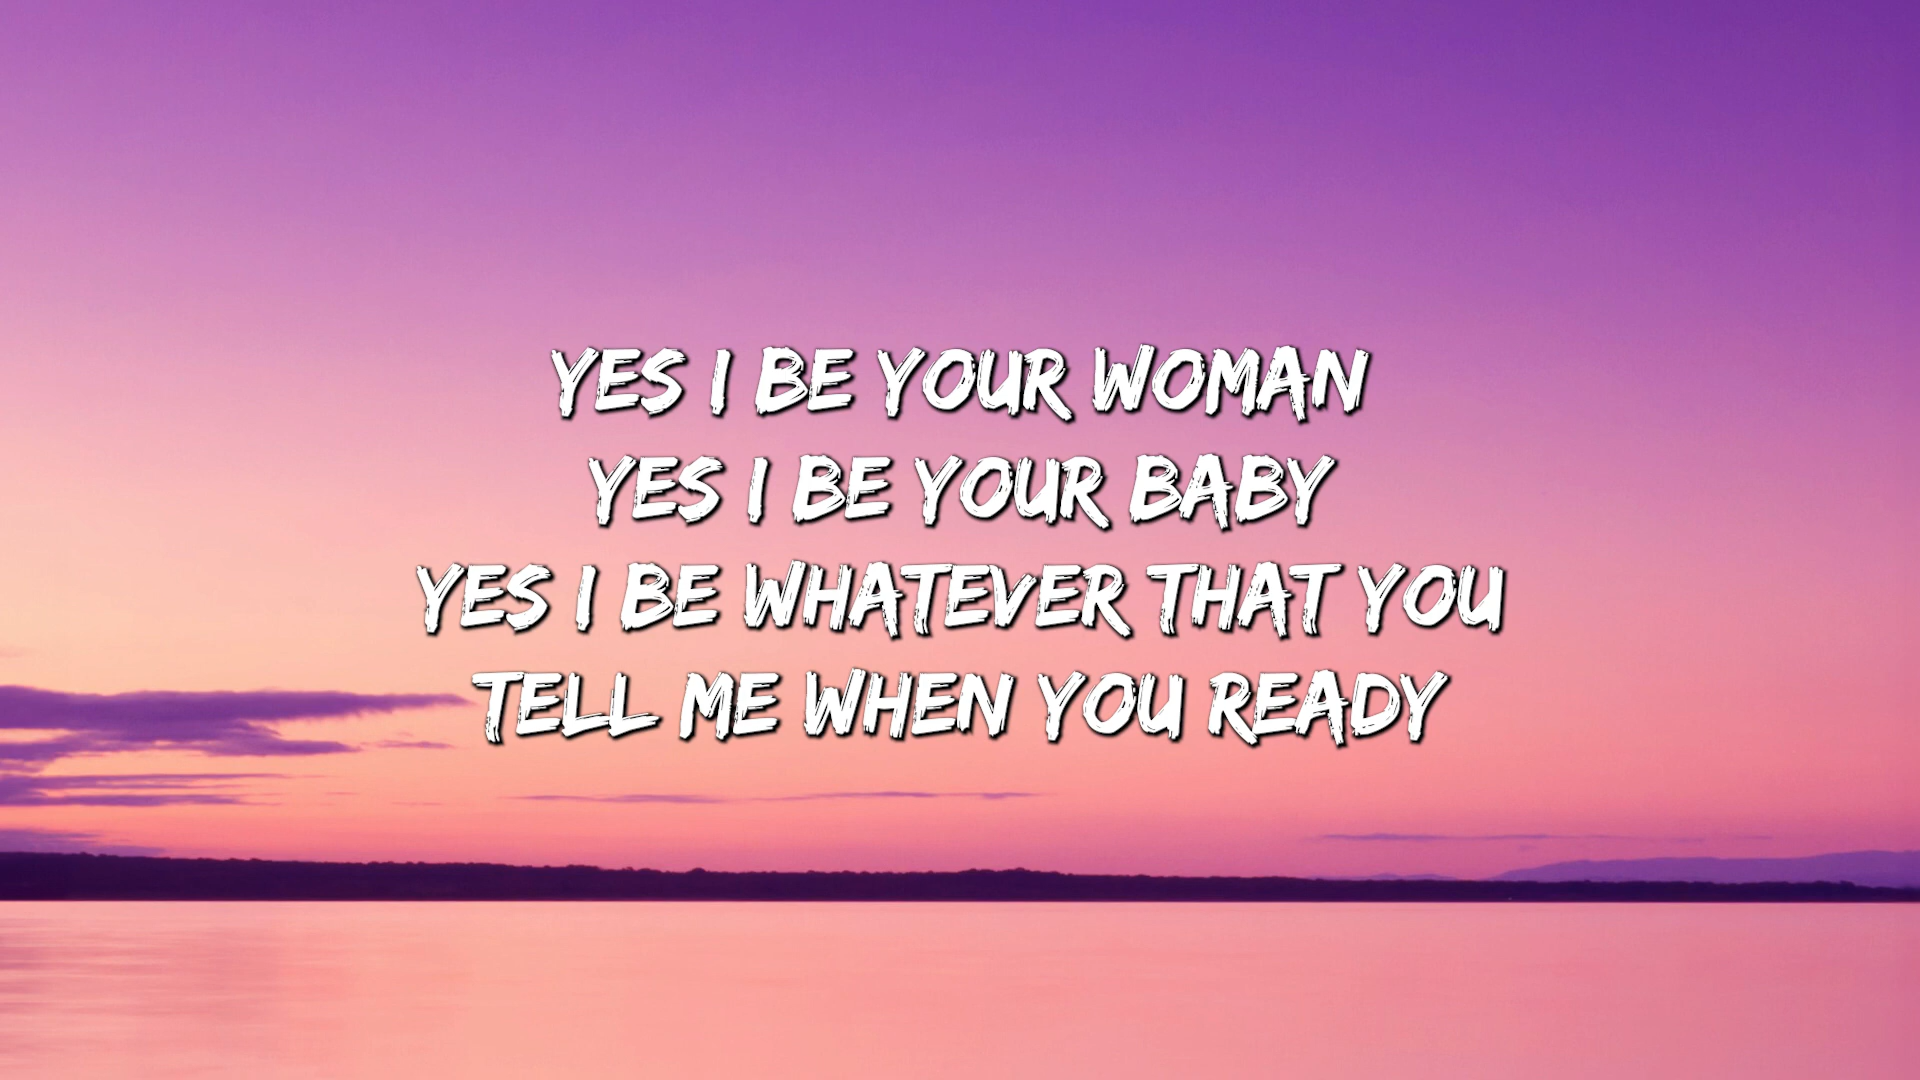 YES I BE YOUR WOMAN
YES I BE YOUR BABY
YES I BE WHATEVER THAT YOU
TELL ME WHEN YOU READY